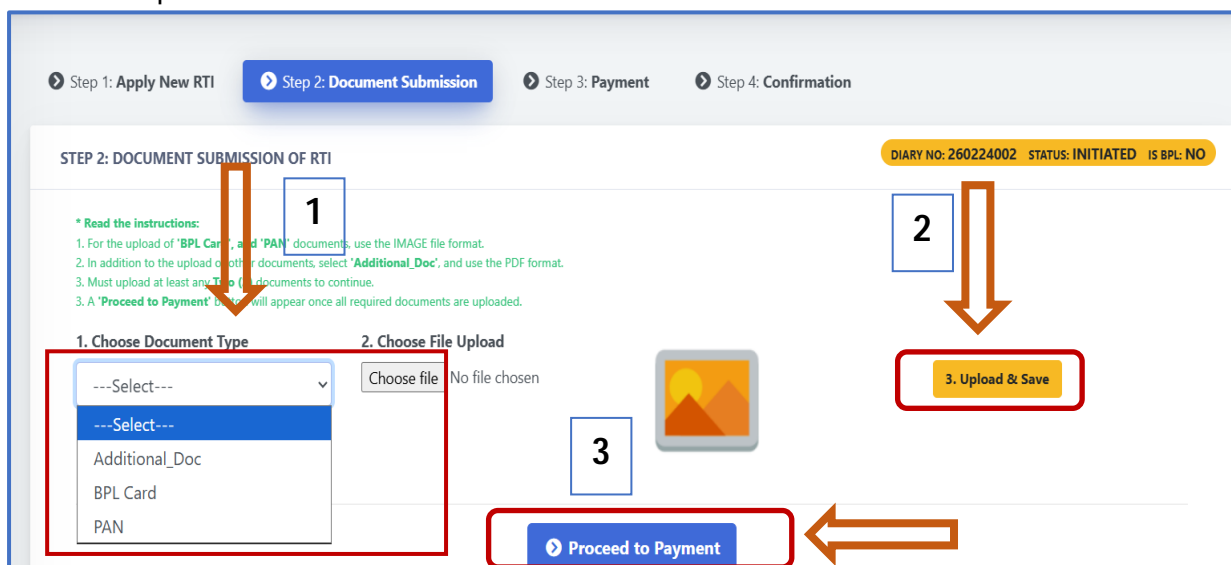 Step 1: Apply New RTI Step 2: Document Submission Step 3: Payment Step 4: Confirmation
STEP 2: DOCUMENT SUBMISSION OF RTI DIARY NO: 260224002 STATUS: INITIATED IS BPL: NO
1
2
* Read the instructions:
1. For the upload of 'BPL Card', and 'PAN' documents, use the IMAGE file format.
2. In addition to the upload of other documents, select 'Additional_Doc', and use the PDF format.
3. Must upload at least any Two ( documents to continue.
3. A 'Proceed to Payment' button will appear once all required documents are uploaded.
1. Choose Document Type 2. Choose File Upload
---Select--- Choose file No file chosen 3. Upload & Save
---Select---
Additional_Doc
3
BPL Card
PAN
Proceed to Payment